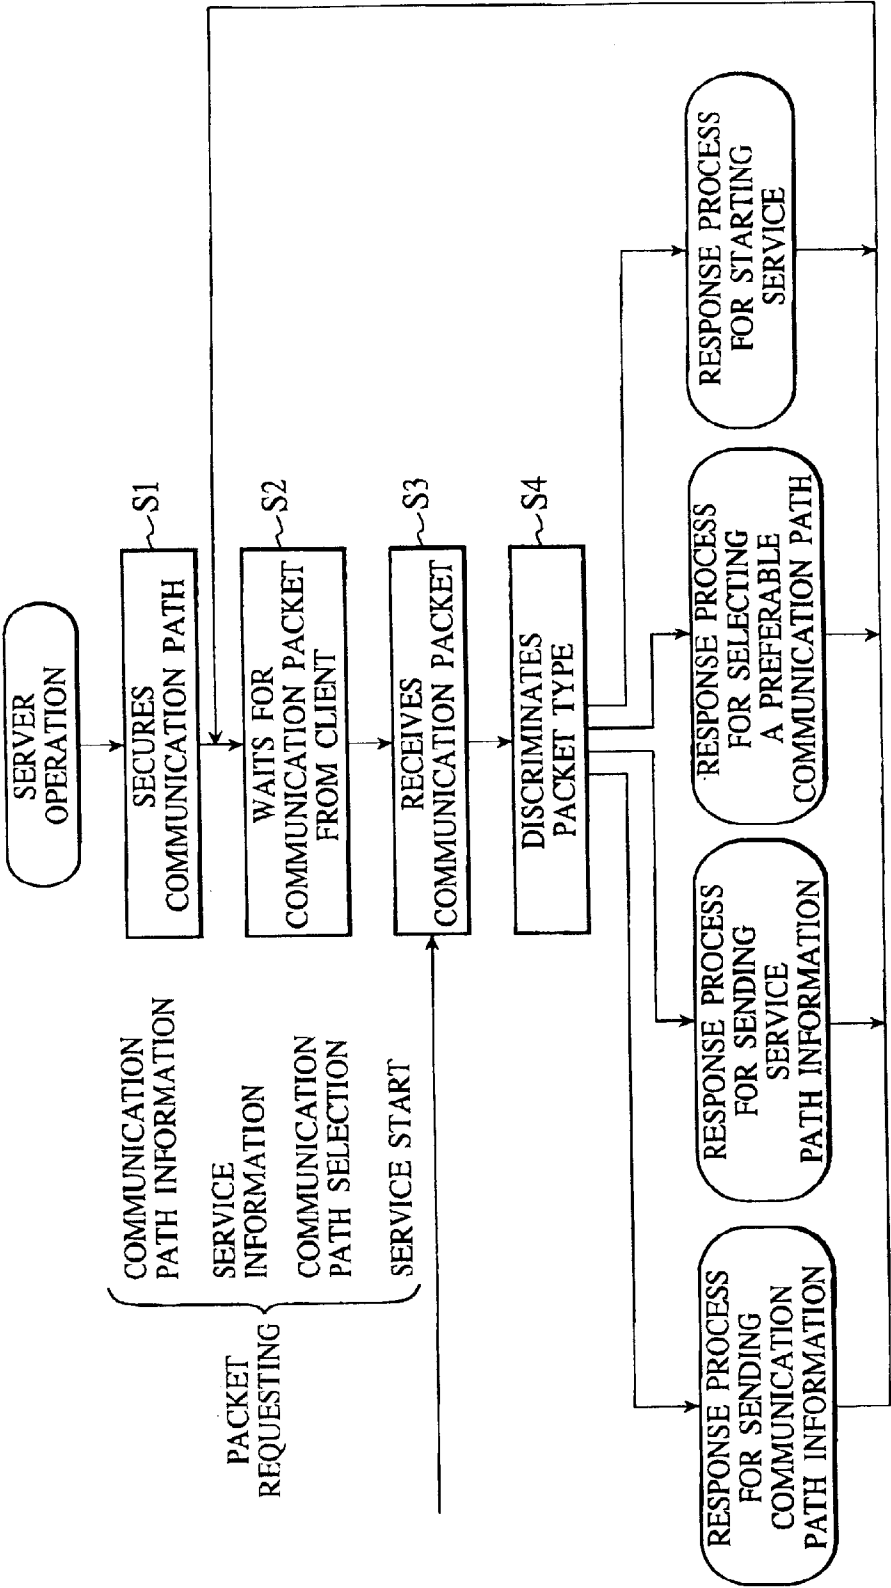 SERVER
OPERATION
SECURES
COMMUNICATION PATH
S1
WAITS FOR
COMMUNICATION PACKET
FROM CLIENT
S2
RECEIVES
COMMUNICATION PACKET
S3
DISCRIMINATES
PACKET TYPE
S4
PACKET
REQUESTING
COMMUNICATION
PATH INFORMATION
SERVICE
INFORMATION
COMMUNICATION
PATH SELECTION
SERVICE START
RESPONSE PROCESS
FOR SENDING
COMMUNICATION
PATH INFORMATION
RESPONSE PROCESS
FOR SENDING
SERVICE
PATH INFORMATION
RESPONSE PROCESS
FOR SELECTING
A PREFERABLE
COMMUNICATION PATH
RESPONSE PROCESS
FOR STARTING
SERVICE